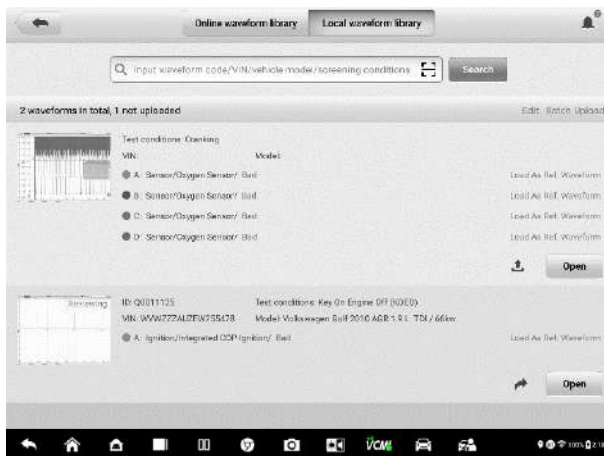 Online waveform library
Local waveform library
Input waveform code/VIN/vehicle model/screening conditions
Search
2 waveforms in total, 1 not uploaded
Edit Batch Upload
Test conditions: Cranking
VIN: Model:
A: Sensor/Oxygen Sensor/ Bad Load As Ref. Waveform
B: Sensor/Oxygen Sensor/ Bad Load As Ref. Waveform
C: Sensor/Oxygen Sensor/ Bad Load As Ref. Waveform
D: Sensor/Oxygen Sensor/ Bad Load As Ref. Waveform
Open
Reviewing
Test conditions: Key On Engine Off (KOEO)
Model: Volkswagen Golf 2010 AGR 1.9 L TDI / 66kw
A: Ignition/Integrated COP Ignition/ Bad Load As Ref. Waveform
Open
VCMI
100%